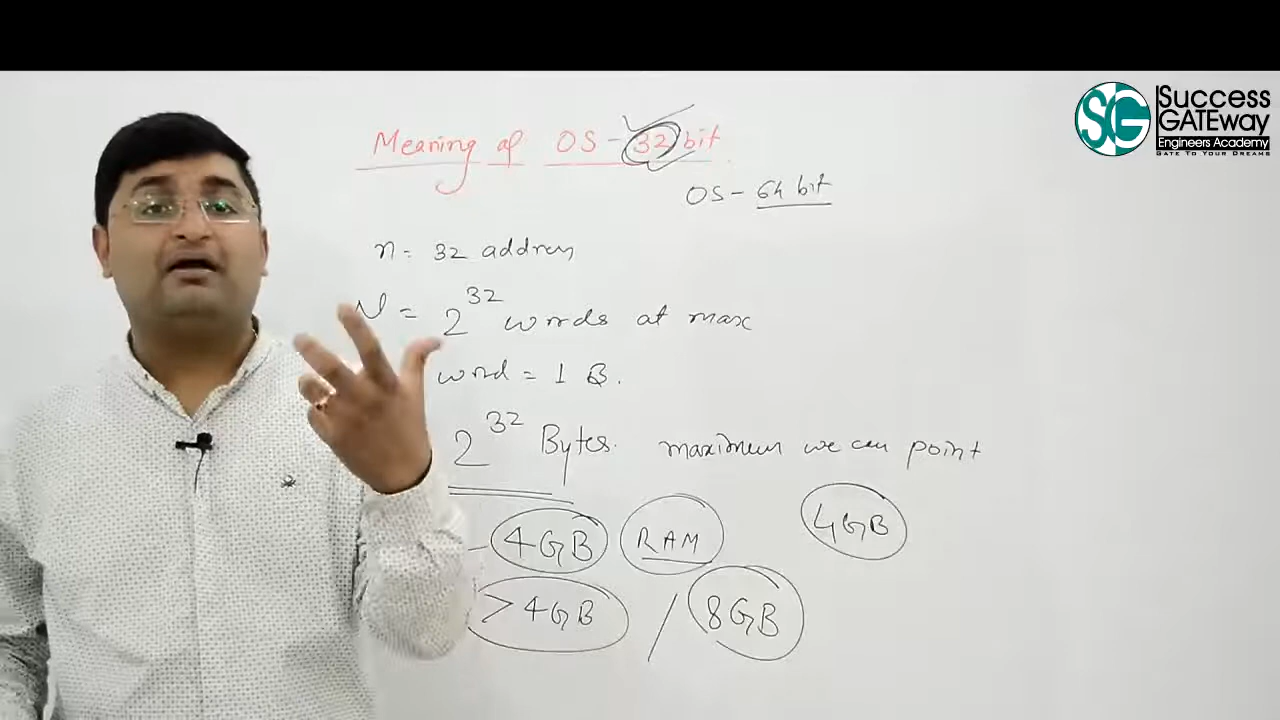 Success
GATEway
Engineers Academy
GATE TO YOUR DREAMS
SG
Meaning of OS - 32 bit
OS - 64 bit
n = 32 address
N = 2^32 words at max
word = 1 B.
2^32 Bytes. maximum we can point
4GB RAM 4GB
> 4GB / 8GB